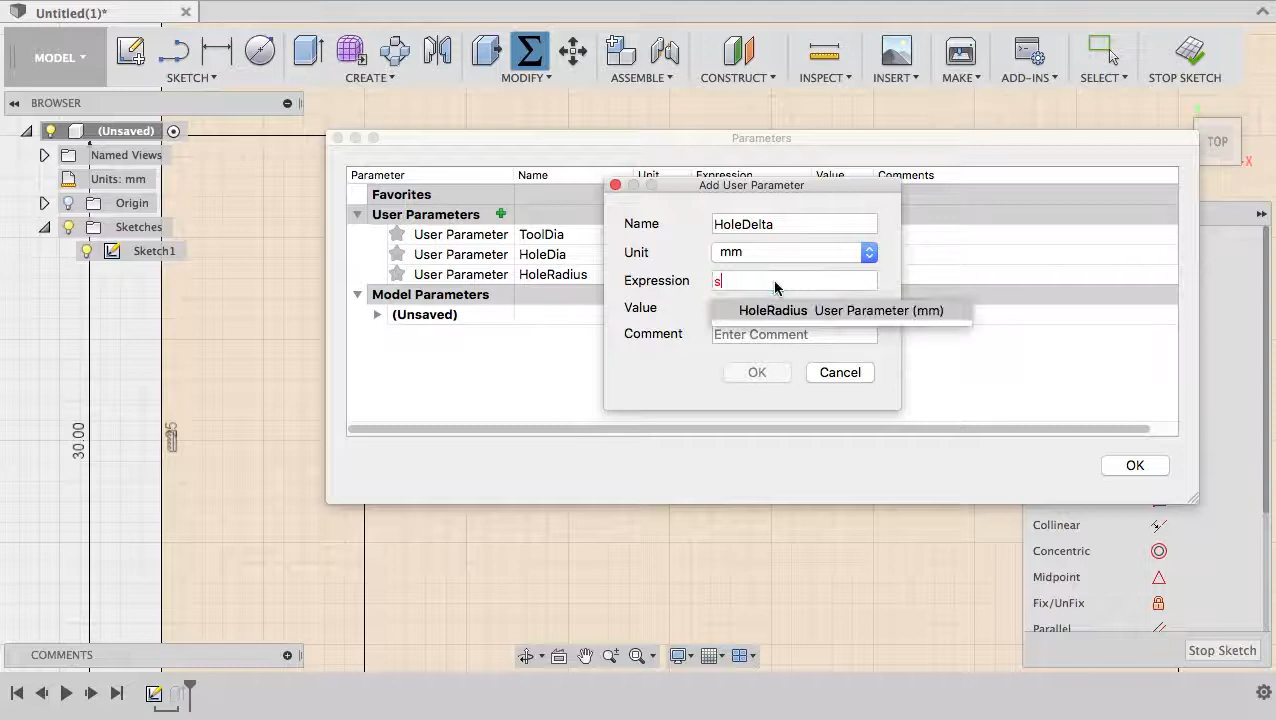 Untitled(1)*
MODEL
SKETCH
CREATE
MODIFY
ASSEMBLE
CONSTRUCT
INSPECT
INSERT
MAKE
ADD-INS
SELECT
STOP SKETCH
BROWSER
(Unsaved)
Named Views
Units: mm
Origin
Sketches
Sketch1
TOP
X
Parameters
Parameter Name Unit Expression Value Comments
Favorites
User Parameters
User Parameter ToolDia
User Parameter HoleDia
User Parameter HoleRadius
Model Parameters
(Unsaved)
Add User Parameter
Name HoleDelta
Unit mm
Expression s
HoleRadius User Parameter (mm)
Value
Comment Enter Comment
OK Cancel
OK
30.00
Collinear
Concentric
Midpoint
Fix/UnFix
Parallel
Stop Sketch
COMMENTS